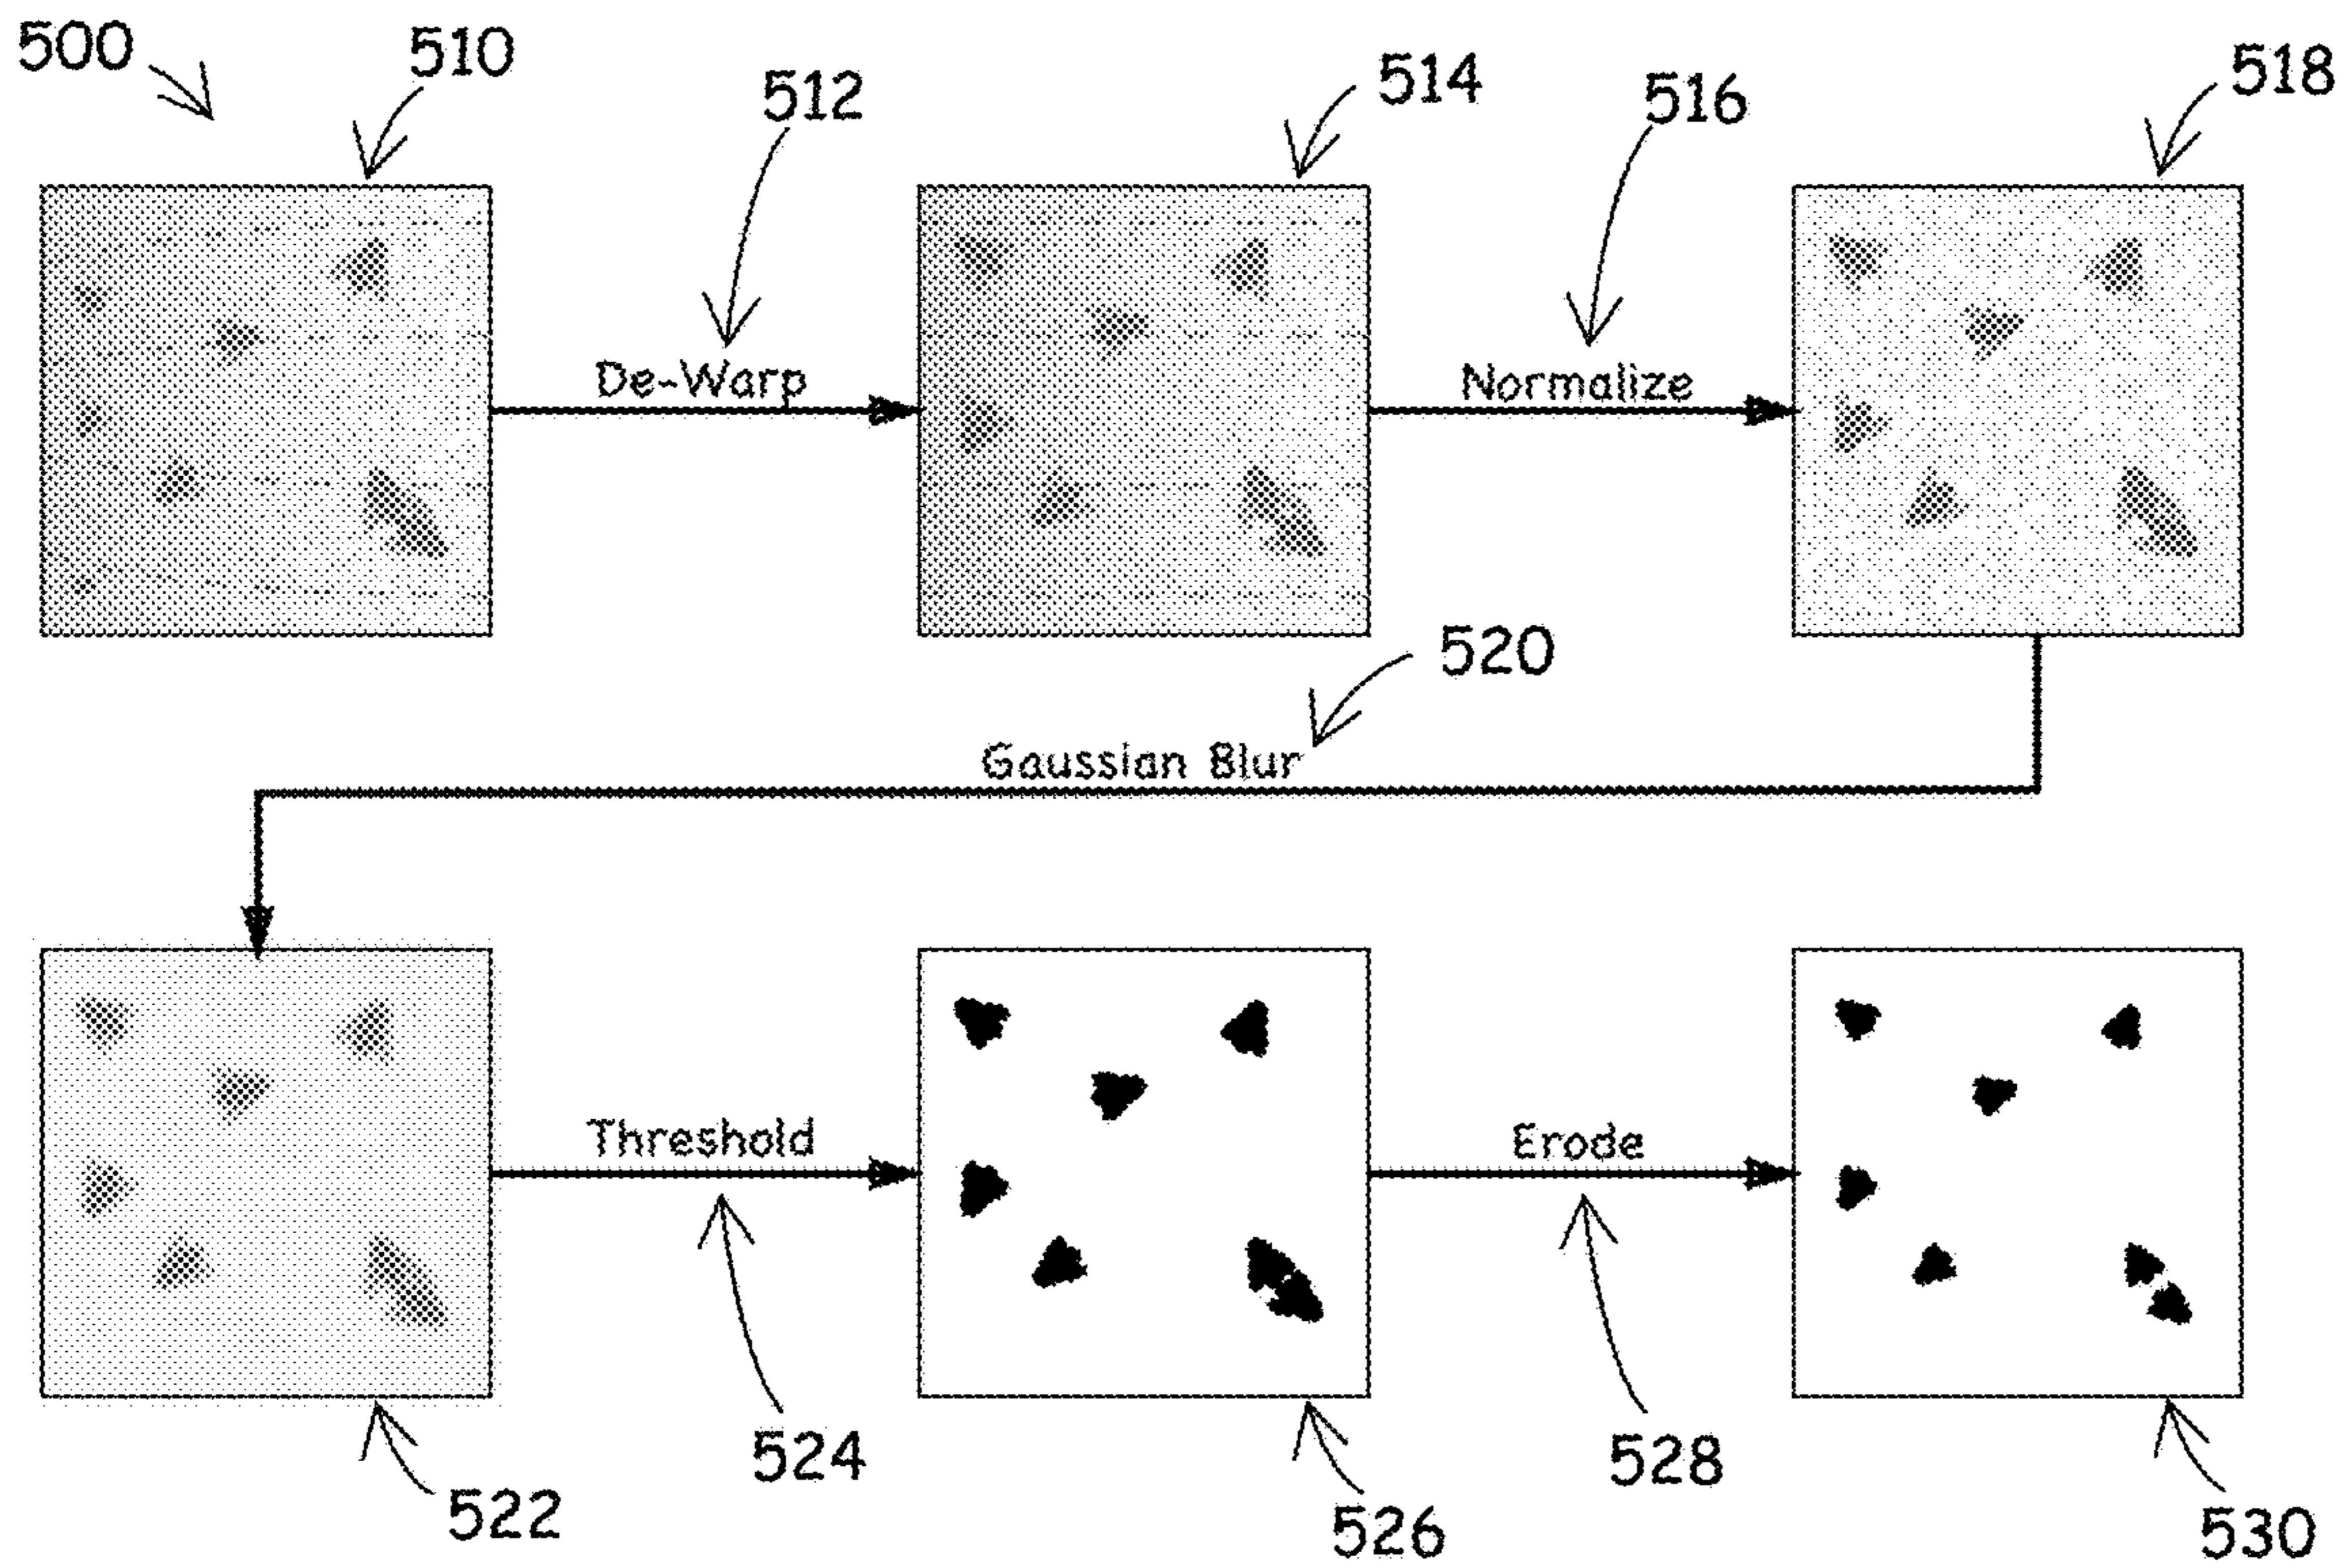 500
510
512
514
516
518
De-Warp
Normalize
520
Gaussian Blur
Threshold
Erode
522
524
526
528
530